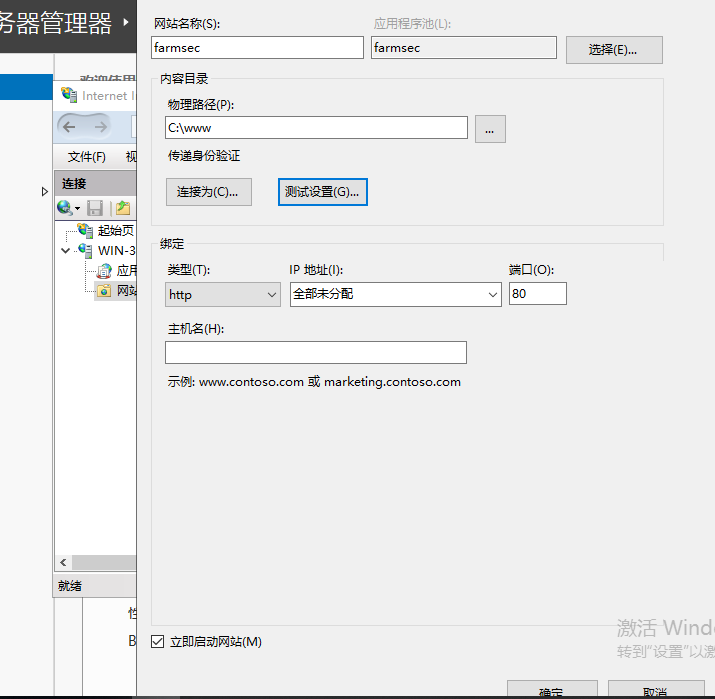 务器管理器
网站名称(S):
应用程序池(L):
farmsec
farmsec
选择(E)...
内容目录
物理路径(P):
C:\www
...
传递身份验证
连接为(C)...
测试设置(G)...
绑定
类型(T):
IP 地址(I):
端口(O):
http
全部未分配
80
主机名(H):
示例: www.contoso.com 或 marketing.contoso.com
立即启动网站(M)
确定
取消
欢迎使用
Internet I
文件(F)
视
连接
起始页
WIN-3
应用
网站
就绪
性
B
激活 Windo
转到"设置"以激